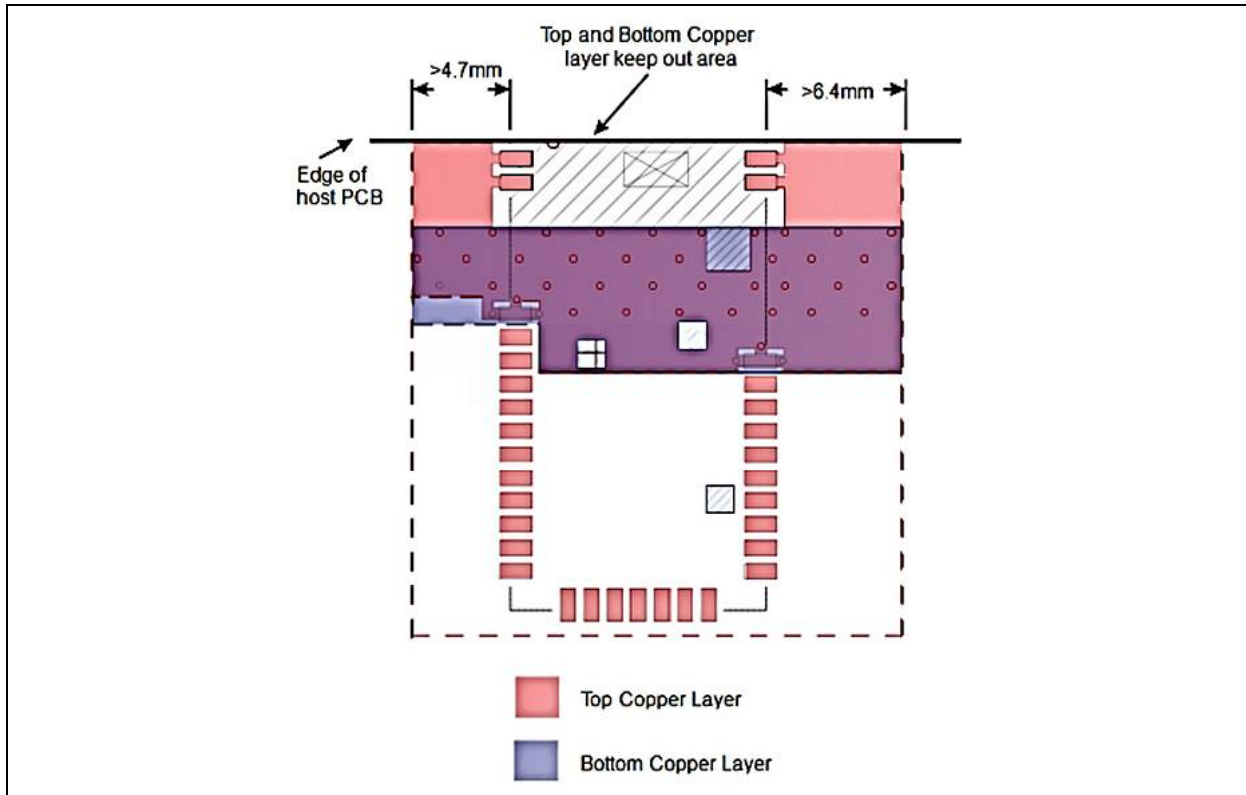 Top and Bottom Copper
layer keep out area
>4.7mm
>6.4mm
Edge of
host PCB
Top Copper Layer
Bottom Copper Layer